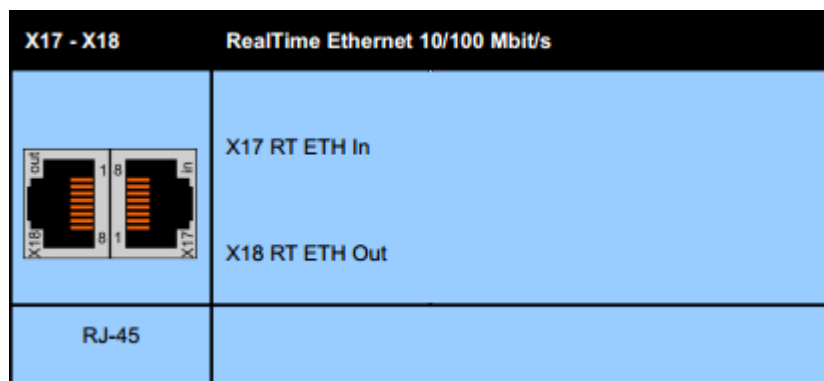 X17 - X18
RealTime Ethernet 10/100 Mbit/s
out
1
8
in
X18
8
1
X17
X17 RT ETH In
X18 RT ETH Out
RJ-45